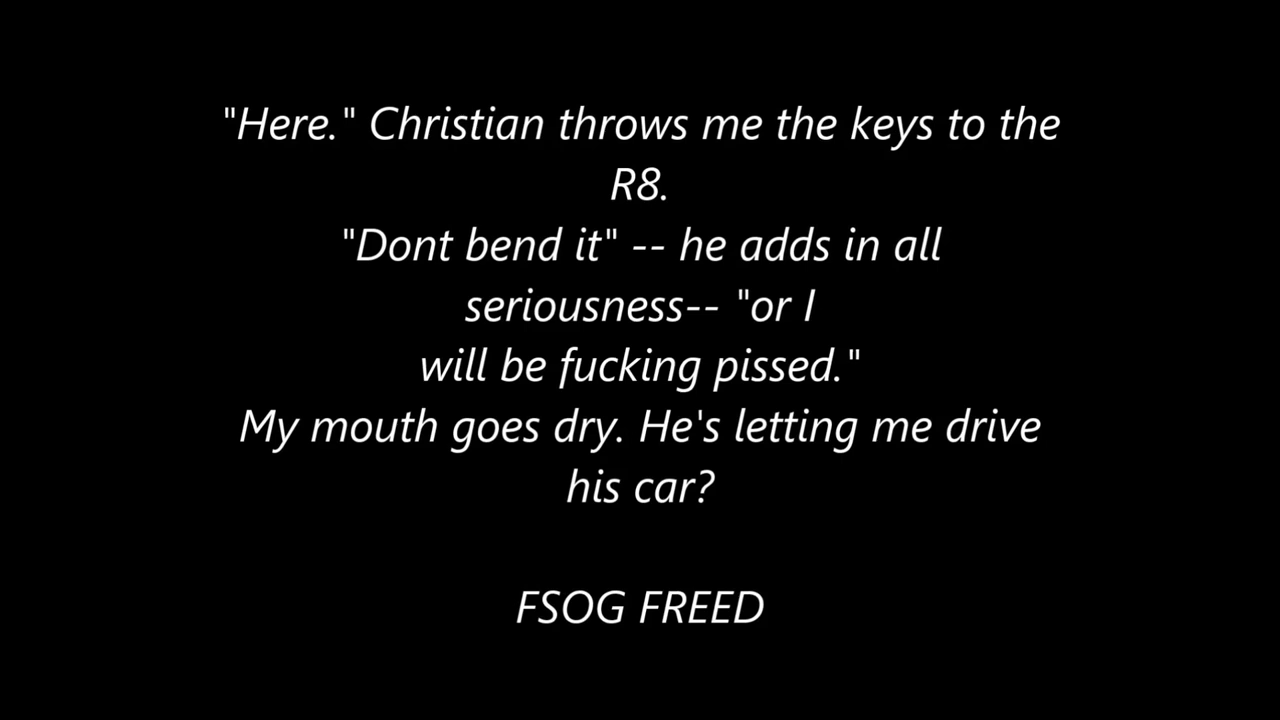 "Here." Christian throws me the keys to the
R8.
"Dont bend it" -- he adds in all
seriousness-- "or I
will be fucking pissed."
My mouth goes dry. He's letting me drive
his car?
FSOG FREED